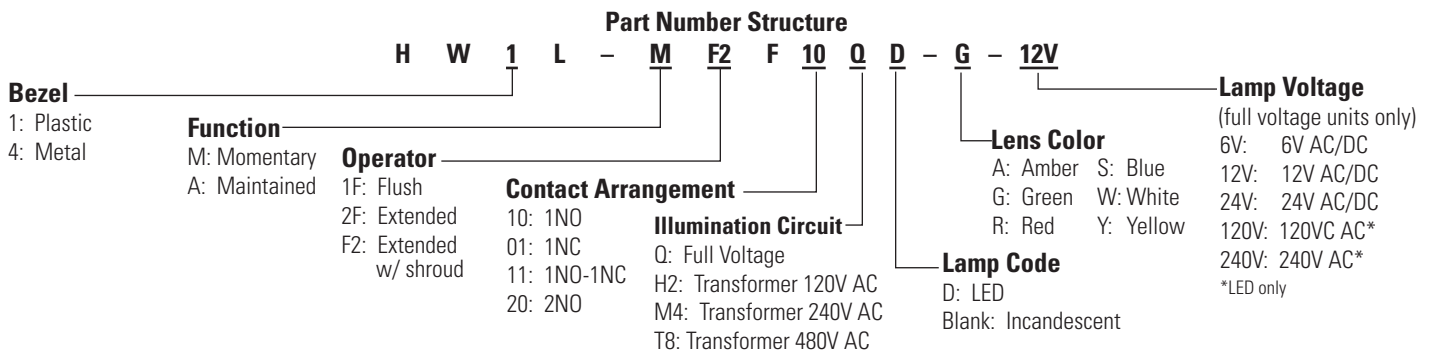 Part Number Structure
H W 1 L – M F2 F 10 Q D – G – 12V
Bezel
1: Plastic
4: Metal
Function
M: Momentary
A: Maintained
Operator
1F: Flush
2F: Extended
F2: Extended
w/ shroud
Contact Arrangement
10: 1NO
01: 1NC
11: 1NO-1NC
20: 2NO
Illumination Circuit
Q: Full Voltage
H2: Transformer 120V AC
M4: Transformer 240V AC
T8: Transformer 480V AC
Lamp Code
D: LED
Blank: Incandescent
Lens Color
A: Amber S: Blue
G: Green W: White
R: Red Y: Yellow
Lamp Voltage
(full voltage units only)
6V: 6V AC/DC
12V: 12V AC/DC
24V: 24V AC/DC
120V: 120VC AC*
240V: 240V AC*
*LED only